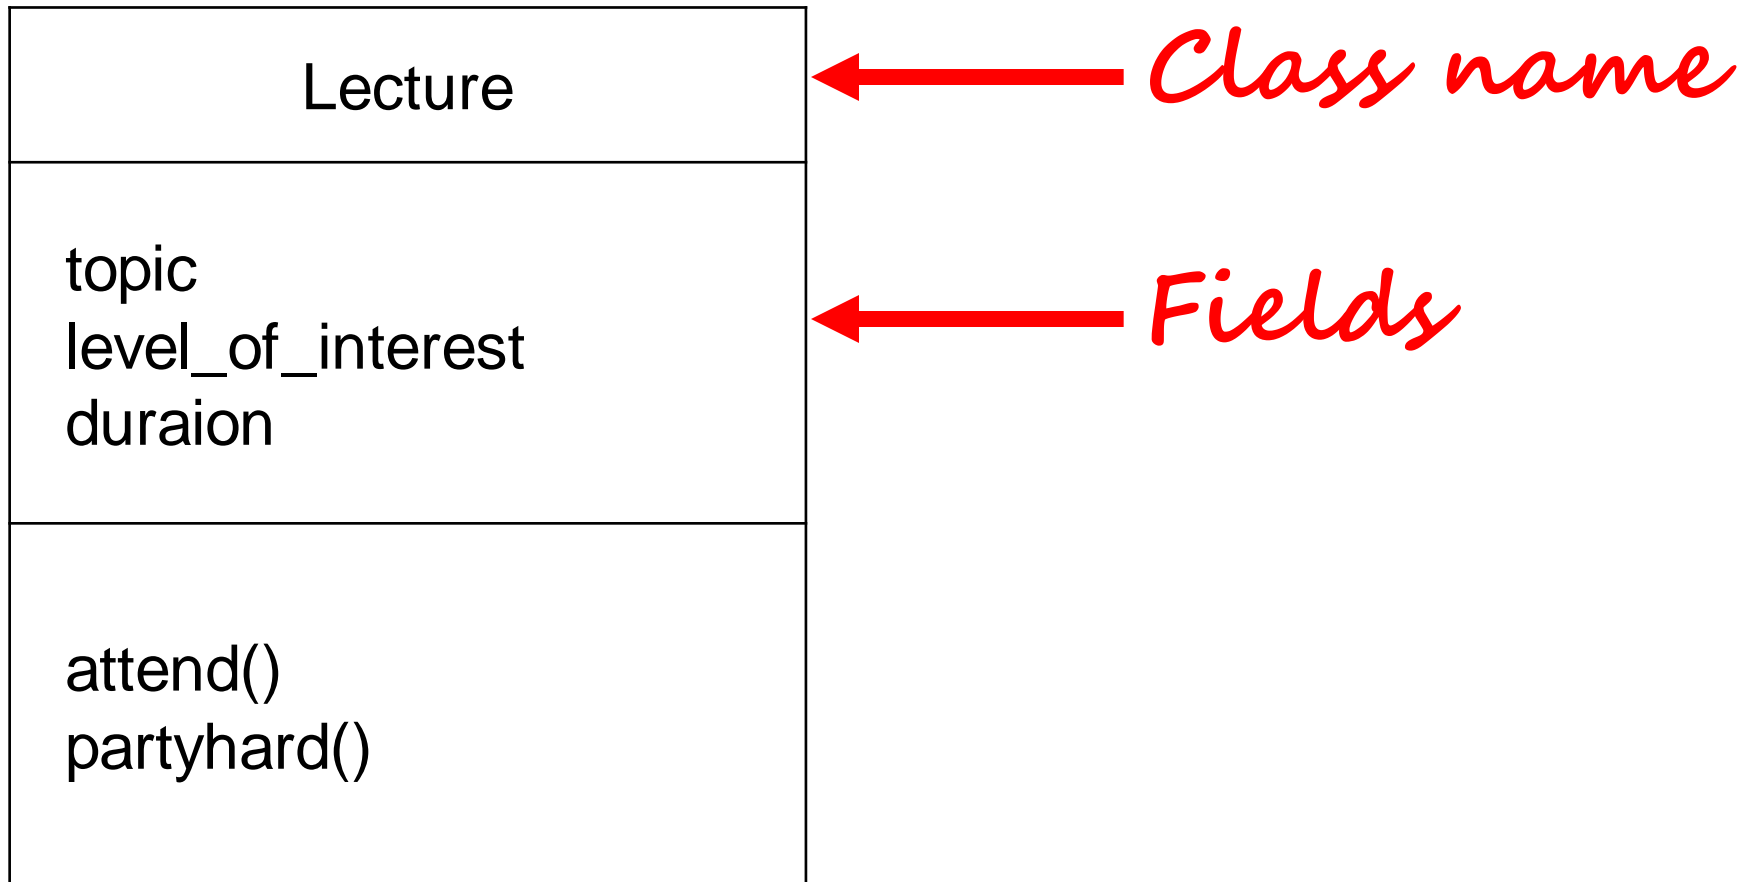 Lecture
Class name
topic
level_of_interest
duraion
Fields
attend()
partyhard()